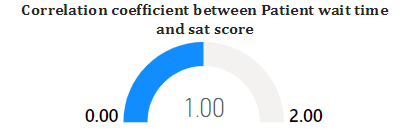 Correlation coefficient between Patient wait time
and sat score
1.00
0.00
2.00